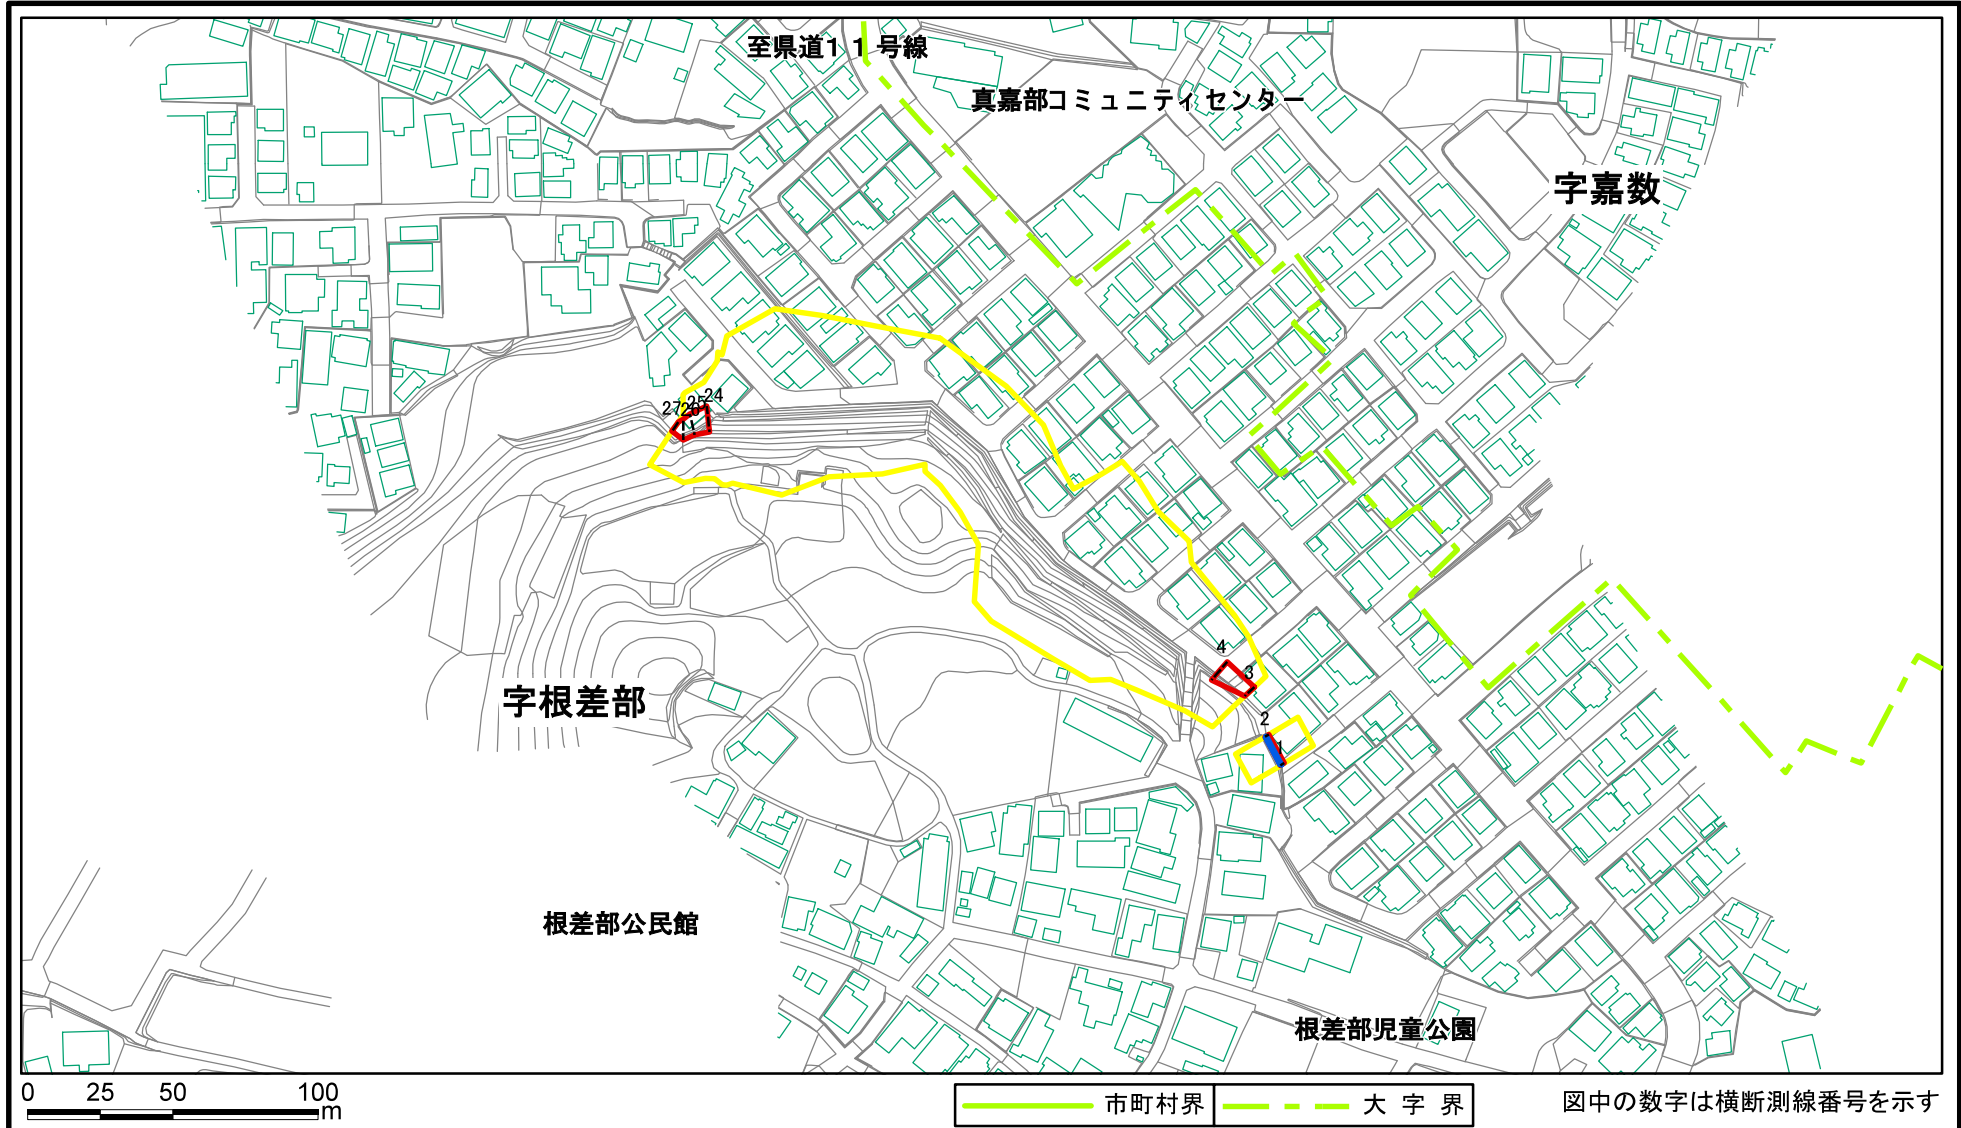 至県道11号線
真嘉部コミュニティセンター
字嘉数
24
25
26
27
4
3
2
1
字根差部
根差部公民館
根差部児童公園
0 25 50 100
m
市町村界
大字界
図中の数字は横断測線番号を示す